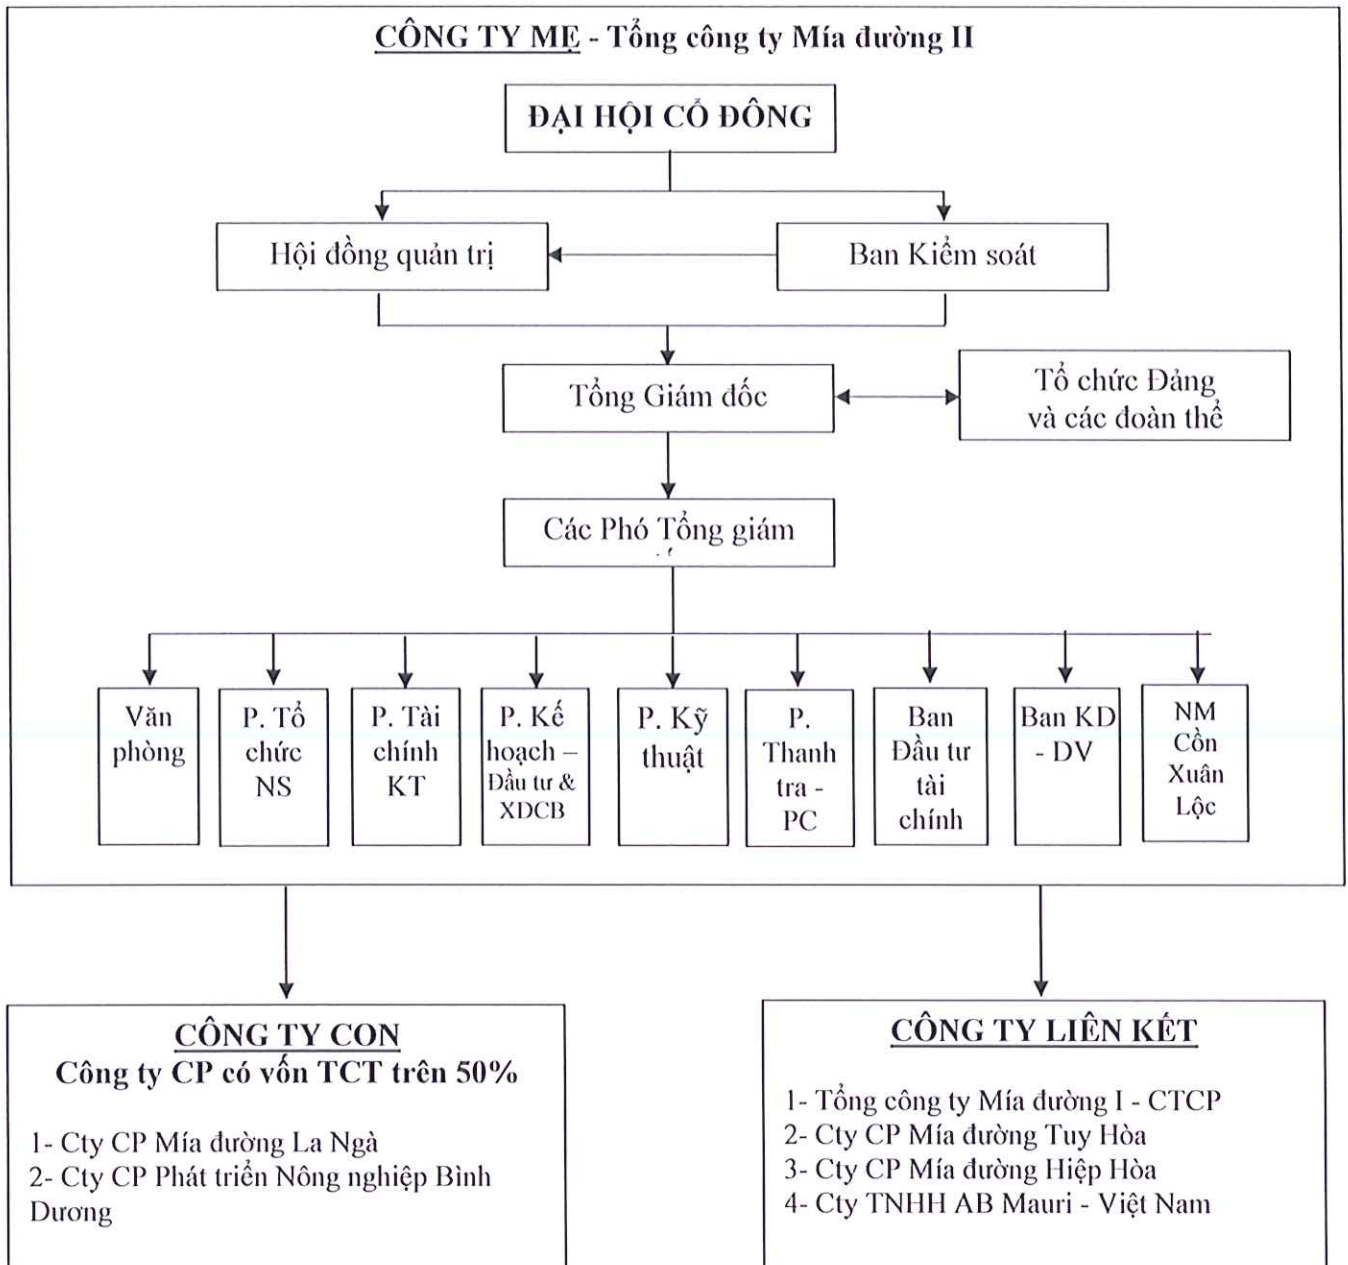 CÔNG TY MẸ - Tổng công ty Mía đường II
ĐẠI HỘI CỔ ĐÔNG
Hội đồng quản trị
Ban Kiểm soát
Tổng Giám đốc
Tổ chức Đảng
và các đoàn thể
Các Phó Tổng giám
Văn
phòng
P. Tổ
chức
NS
P. Tài
chính
KT
P. Kế
hoạch –
Đầu tư &
XDCB
P. Kỹ
thuật
P.
Thanh
tra -
PC
Ban
Đầu tư
tài
chính
Ban KD
- DV
NM
Cồn
Xuân
Lộc
CÔNG TY CON
Công ty CP có vốn TCT trên 50%
1- Cty CP Mía đường La Ngà
2- Cty CP Phát triển Nông nghiệp Bình
Dương
CÔNG TY LIÊN KẾT
1- Tổng công ty Mía đường I - CTCP
2- Cty CP Mía đường Tuy Hòa
3- Cty CP Mía đường Hiệp Hòa
4- Cty TNHH AB Mauri - Việt Nam